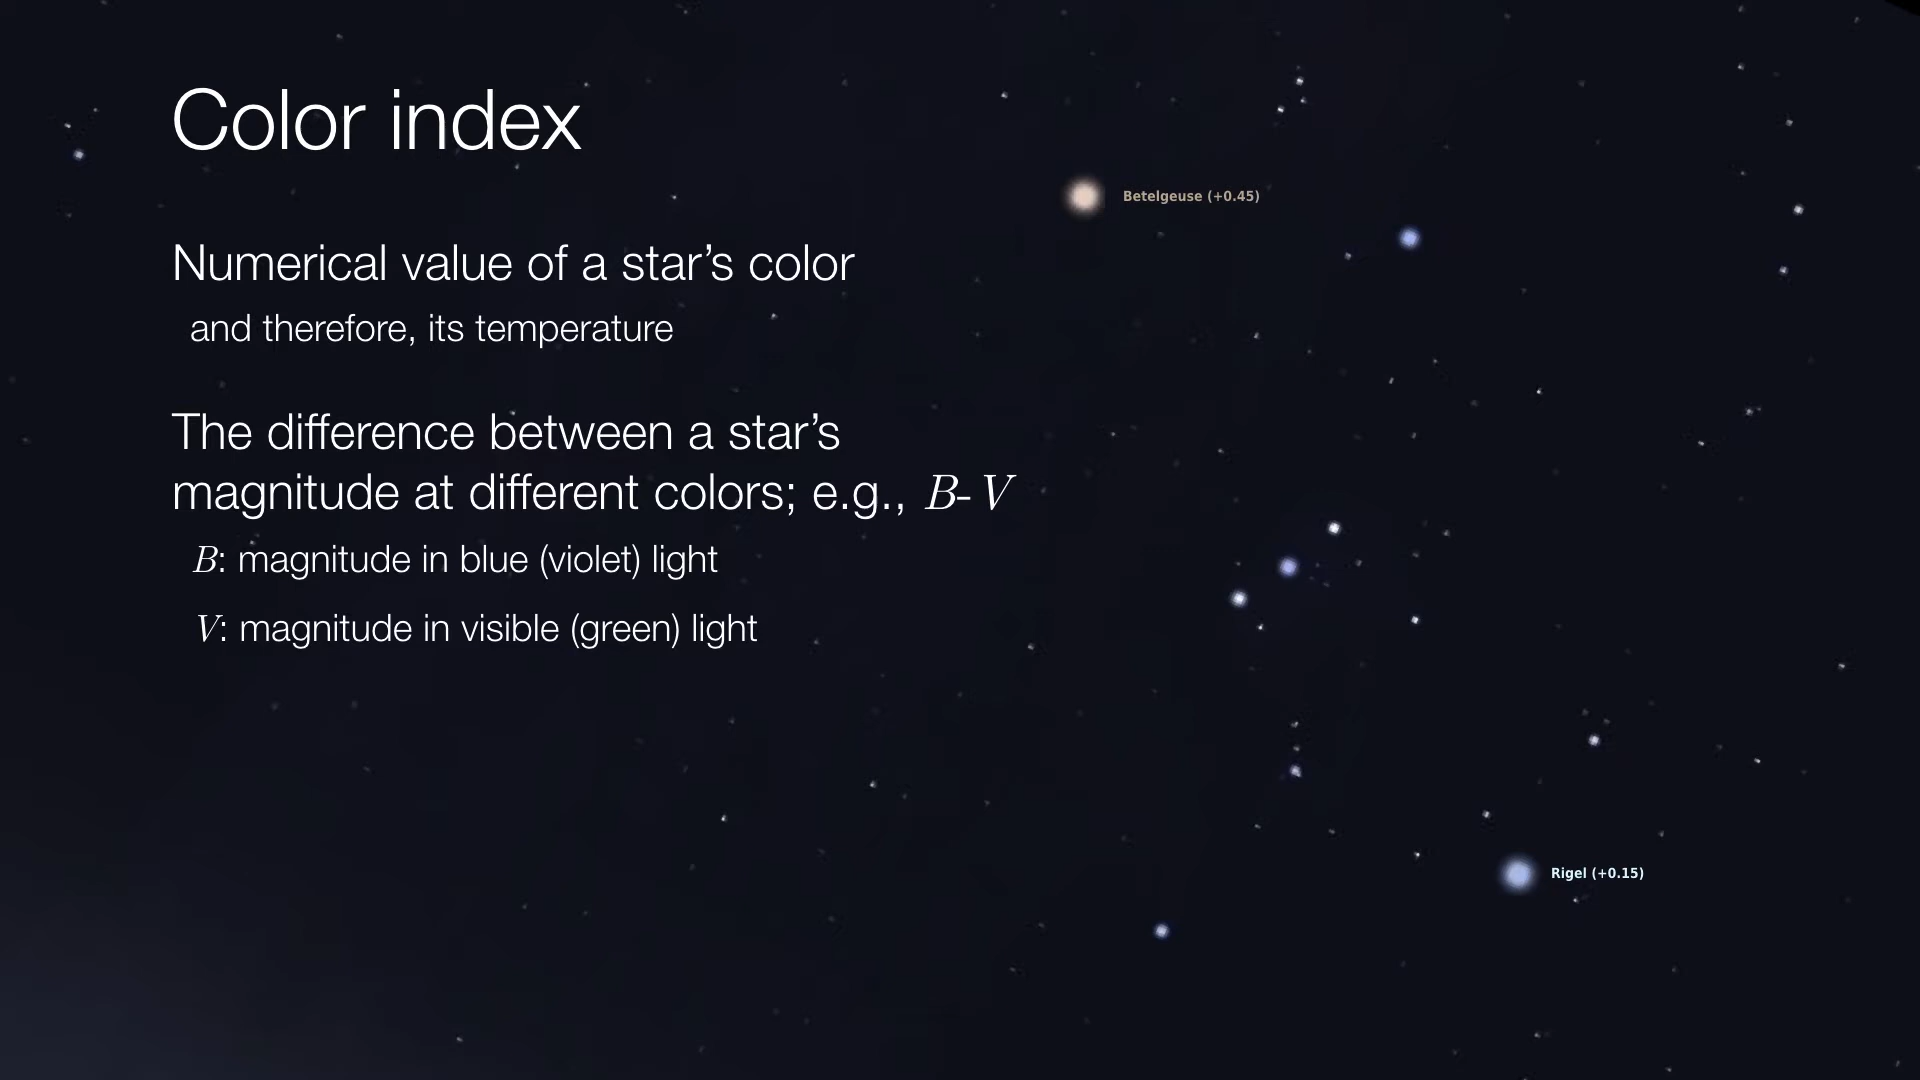 Color index
Numerical value of a star’s color
and therefore, its temperature
The difference between a star’s
magnitude at different colors; e.g., B-V
B: magnitude in blue (violet) light
V: magnitude in visible (green) light
Betelgeuse (+0.45)
Rigel (+0.15)